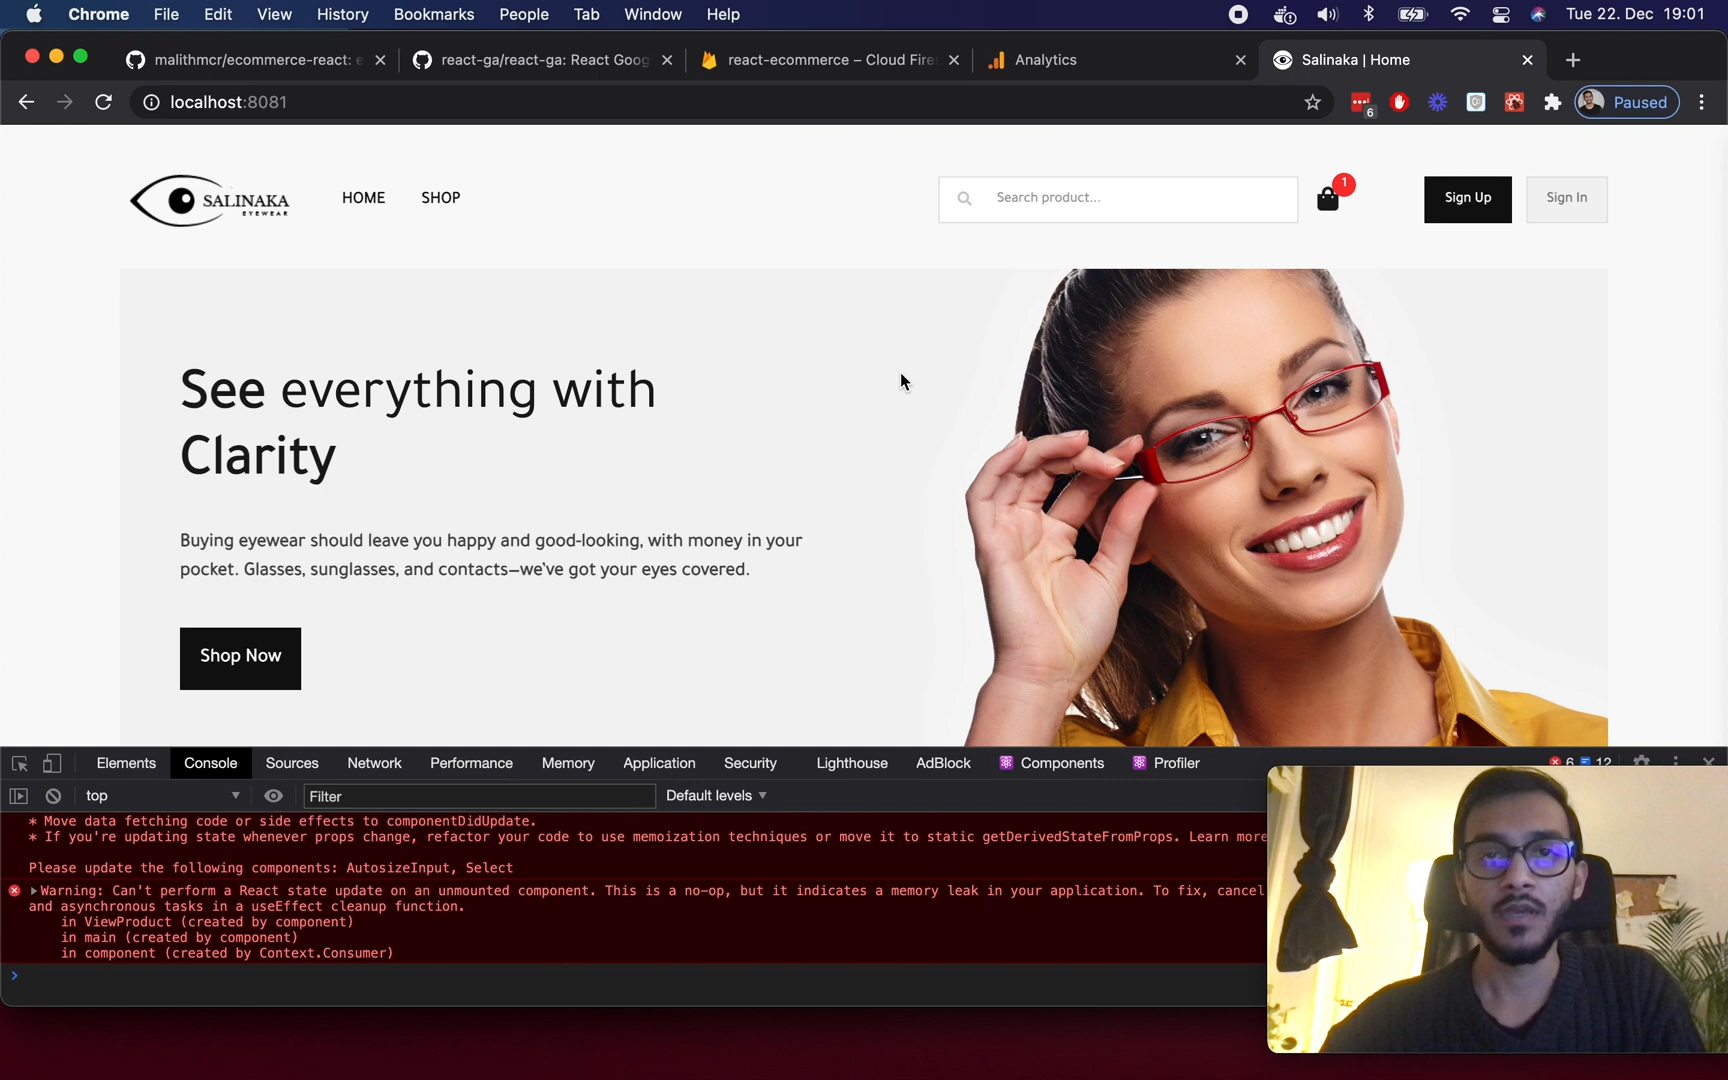 Chrome File Edit View History Bookmarks People Tab Window Help Tue 22. Dec 19:01
malithmcr/ecommerce-react: e react-ga/react-ga: React Goog react-ecommerce – Cloud Fire Analytics Salinaka | Home
localhost:8081 6 Paused
SALINAKA
EYEWEAR
HOME SHOP Search product... 1 Sign Up Sign In
See everything with
Clarity
Buying eyewear should leave you happy and good-looking, with money in your
pocket. Glasses, sunglasses, and contacts—we've got your eyes covered.
Shop Now
Elements Console Sources Network Performance Memory Application Security Lighthouse AdBlock Components Profiler 6 12
top Filter Default levels
* Move data fetching code or side effects to componentDidUpdate.
* If you're updating state whenever props change, refactor your code to use memoization techniques or move it to static getDerivedStateFromProps. Learn more
Please update the following components: AutosizeInput, Select
Warning: Can't perform a React state update on an unmounted component. This is a no-op, but it indicates a memory leak in your application. To fix, cancel
and asynchronous tasks in a useEffect cleanup function.
in ViewProduct (created by component)
in main (created by component)
in component (created by Context.Consumer)